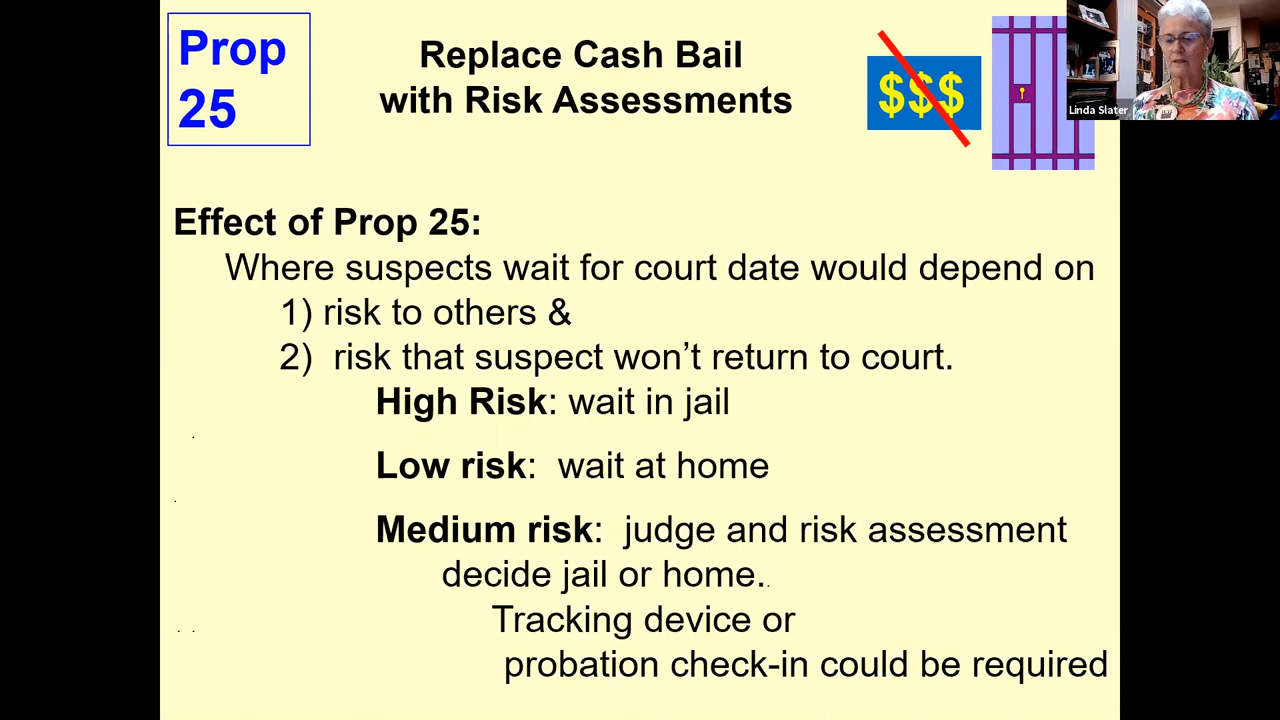 Prop
25
Replace Cash Bail
with Risk Assessments
$$$
Linda Slater
Effect of Prop 25:
Where suspects wait for court date would depend on
1) risk to others &
2) risk that suspect won’t return to court.
High Risk: wait in jail
Low risk: wait at home
Medium risk: judge and risk assessment
decide jail or home.
Tracking device or
probation check-in could be required